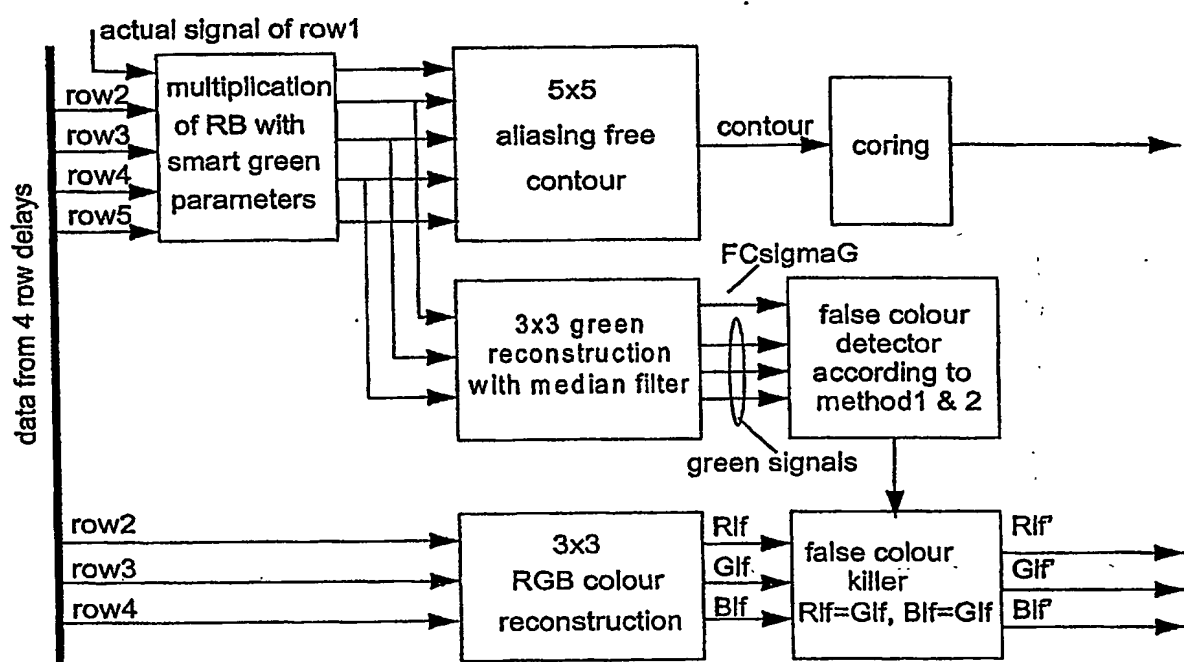 actual signal of row1
row2
row3
row4
row5
data from 4 row delays
multiplication
of RB with
smart green
parameters
5x5
aliasing free
contour
contour
coring
FCsigmaG
3x3 green
reconstruction
with median filter
green signals
false colour
detector
according to
method1 & 2
row2
row3
row4
3x3
RGB colour
reconstruction
Rlf
Glf
Blf
false colour
killer
Rlf=Glf, Blf=Glf
Rlf'
Glf'
Blf'